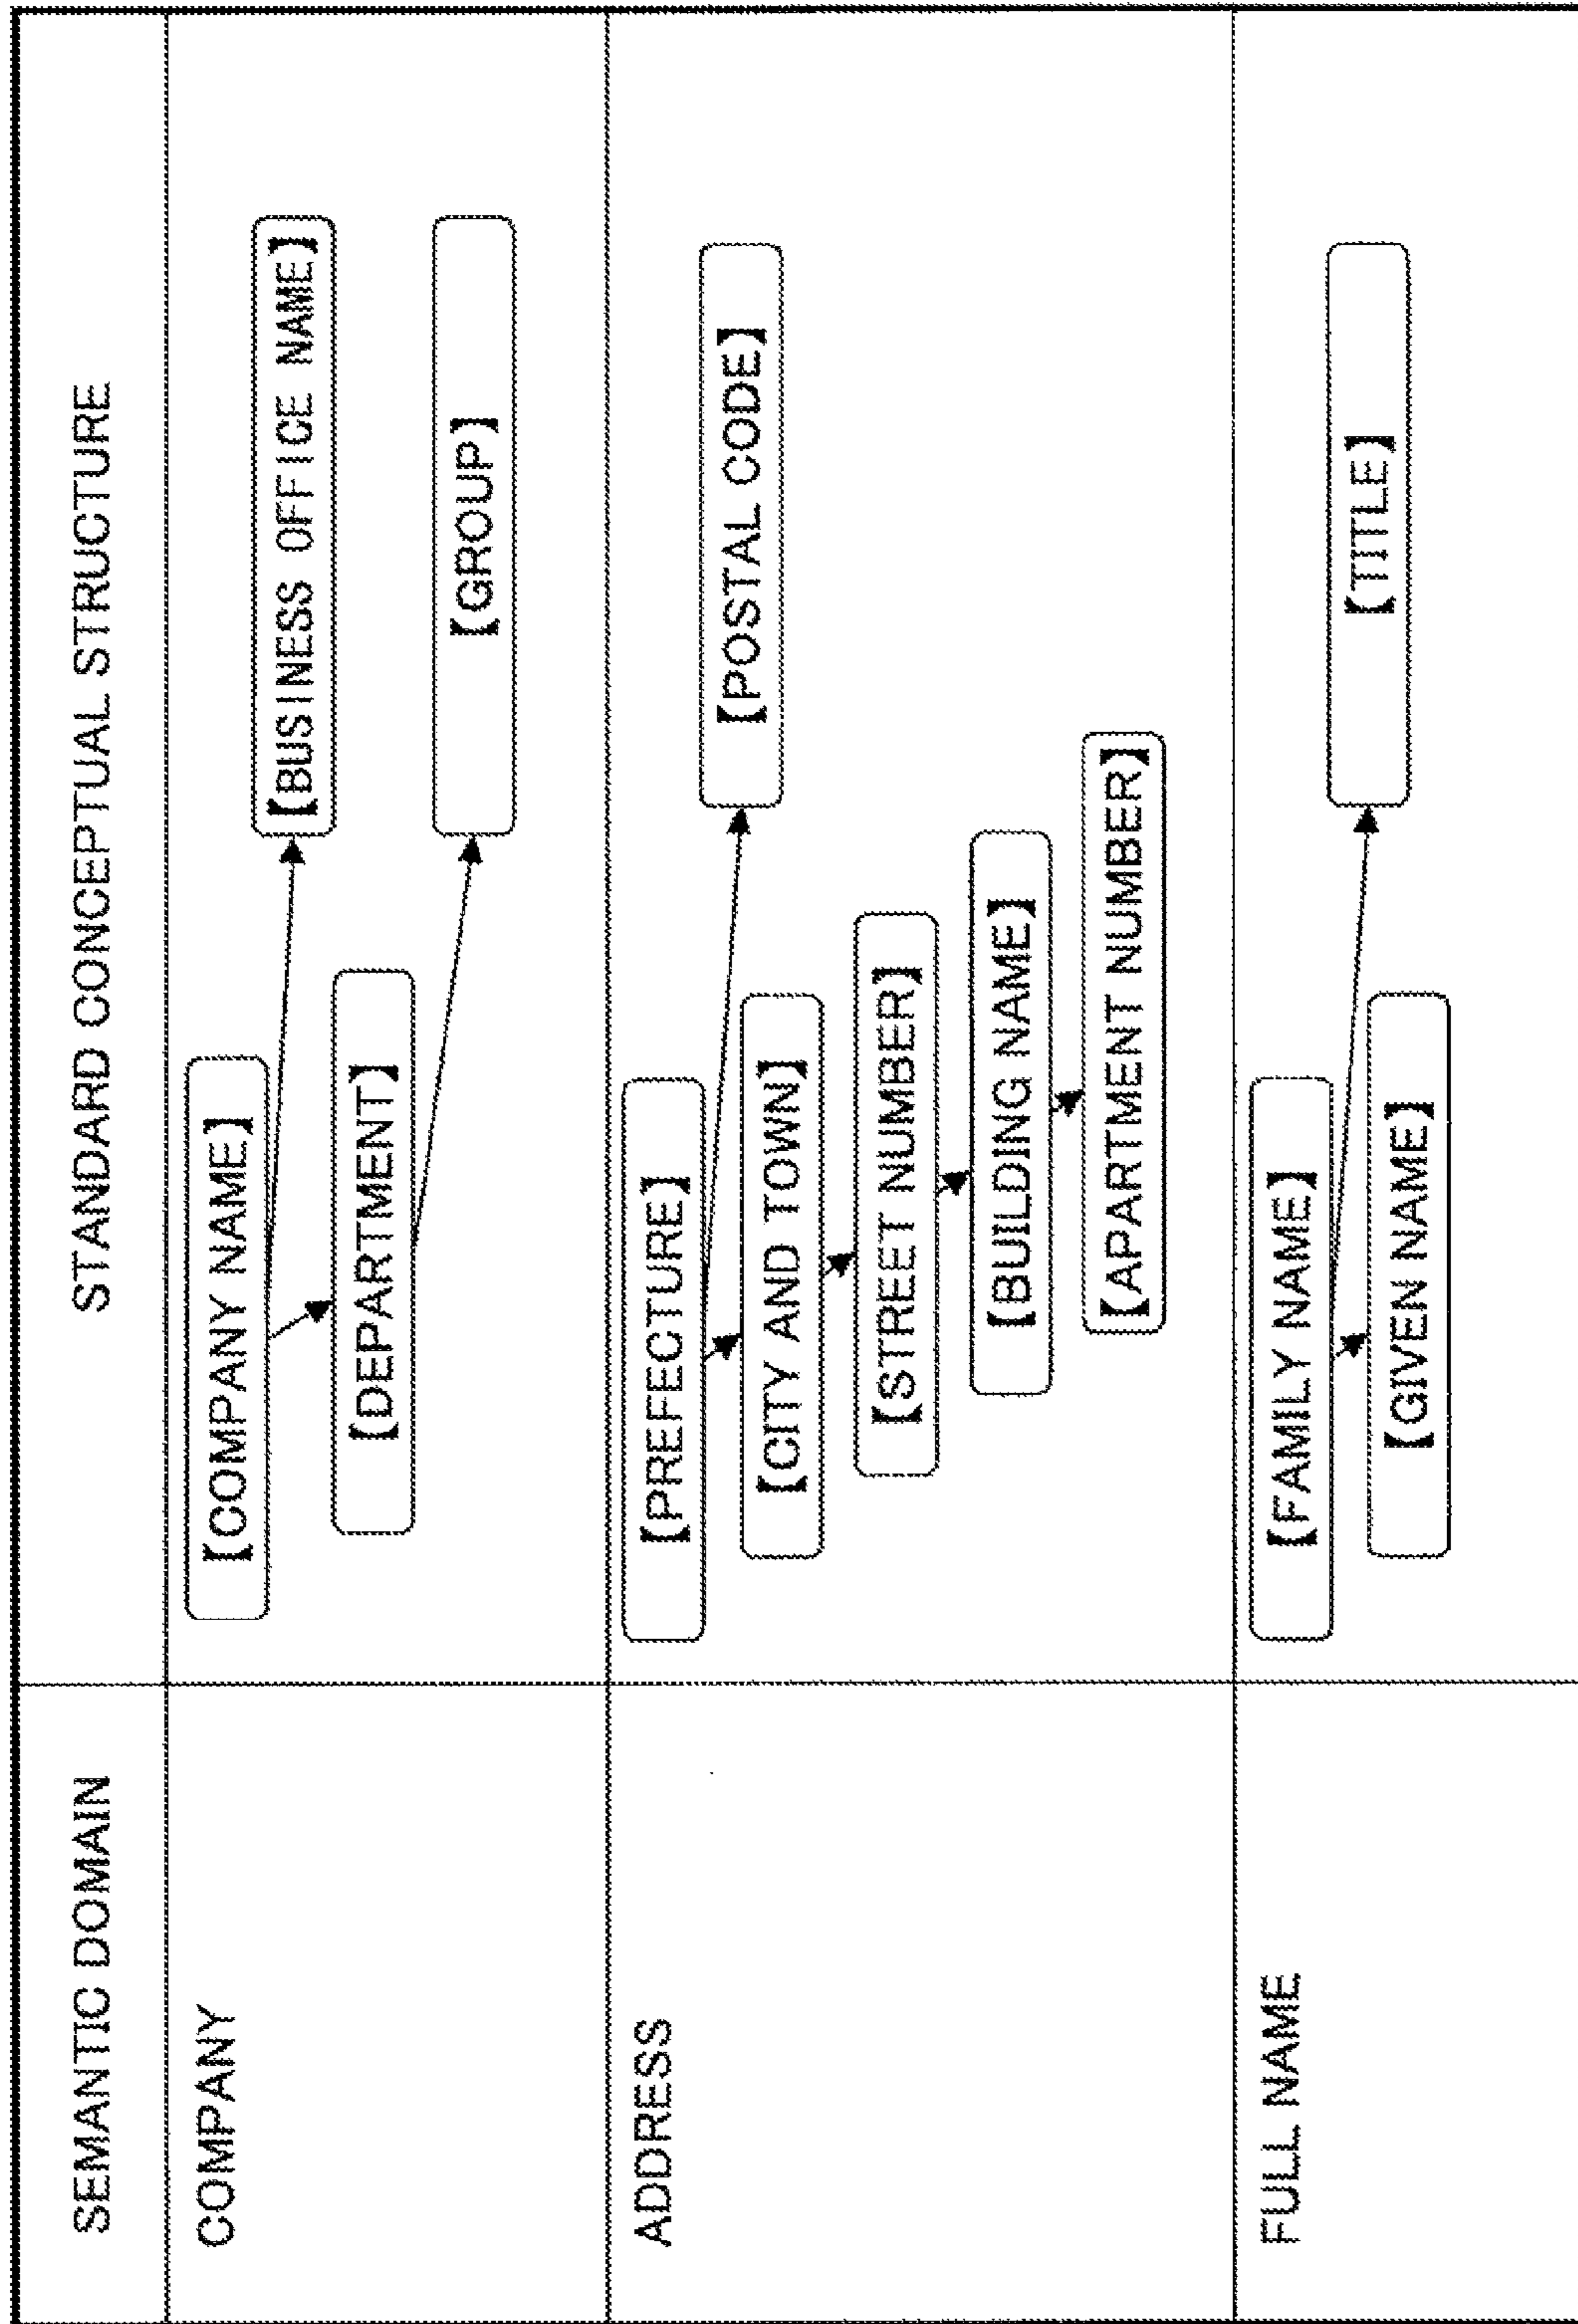 SEMANTIC DOMAIN
STANDARD CONCEPTUAL STRUCTURE
COMPANY
【COMPANY NAME】
【BUSINESS OFFICE NAME】
【DEPARTMENT】
【GROUP】
ADDRESS
【PREFECTURE】
【POSTAL CODE】
【CITY AND TOWN】
【STREET NUMBER】
【BUILDING NAME】
【APARTMENT NUMBER】
FULL NAME
【FAMILY NAME】
【TITLE】
【GIVEN NAME】